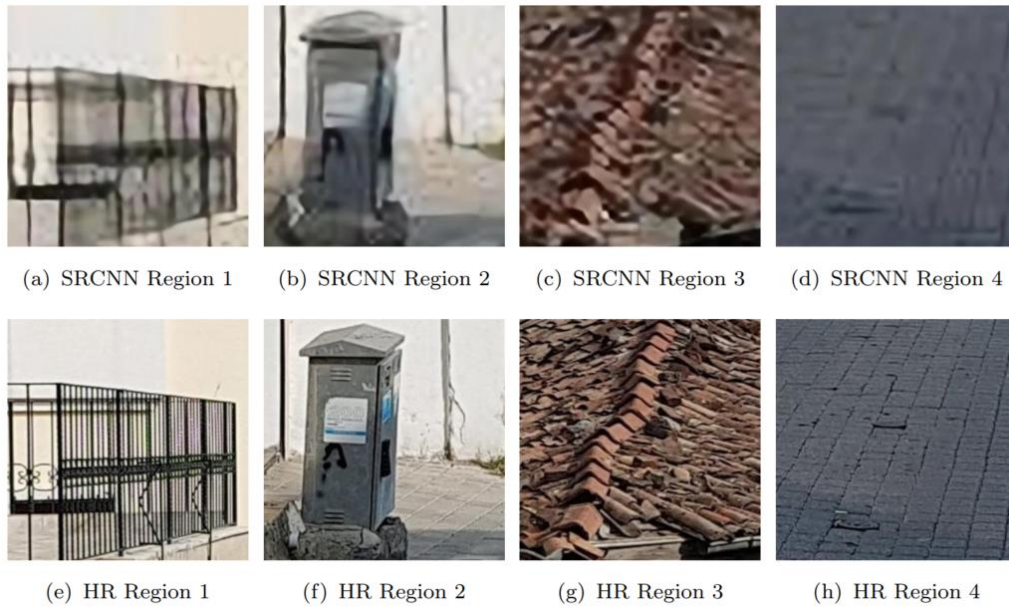 (a) SRCNN Region 1
(b) SRCNN Region 2
(c) SRCNN Region 3
(d) SRCNN Region 4
(e) HR Region 1
(f) HR Region 2
(g) HR Region 3
(h) HR Region 4